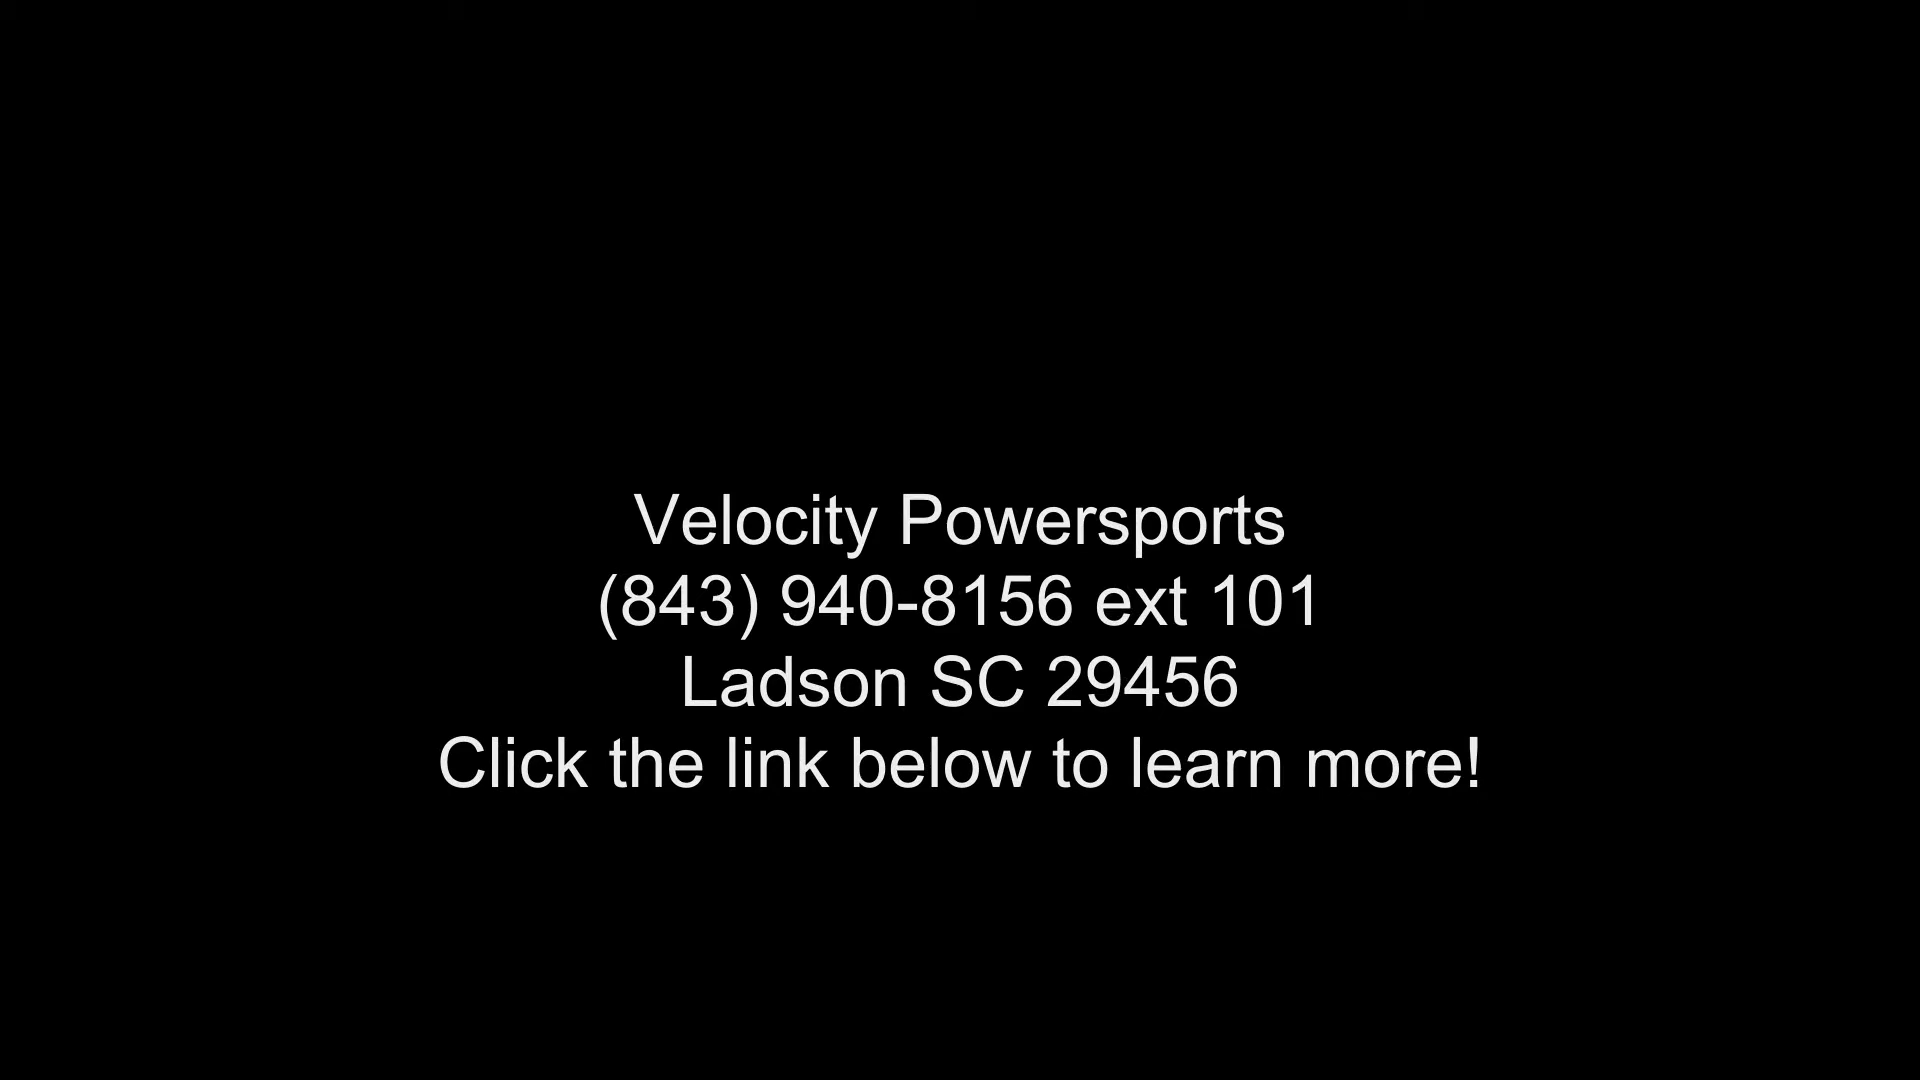 Velocity Powersports
(843) 940-8156 ext 101
Ladson SC 29456
Click the link below to learn more!